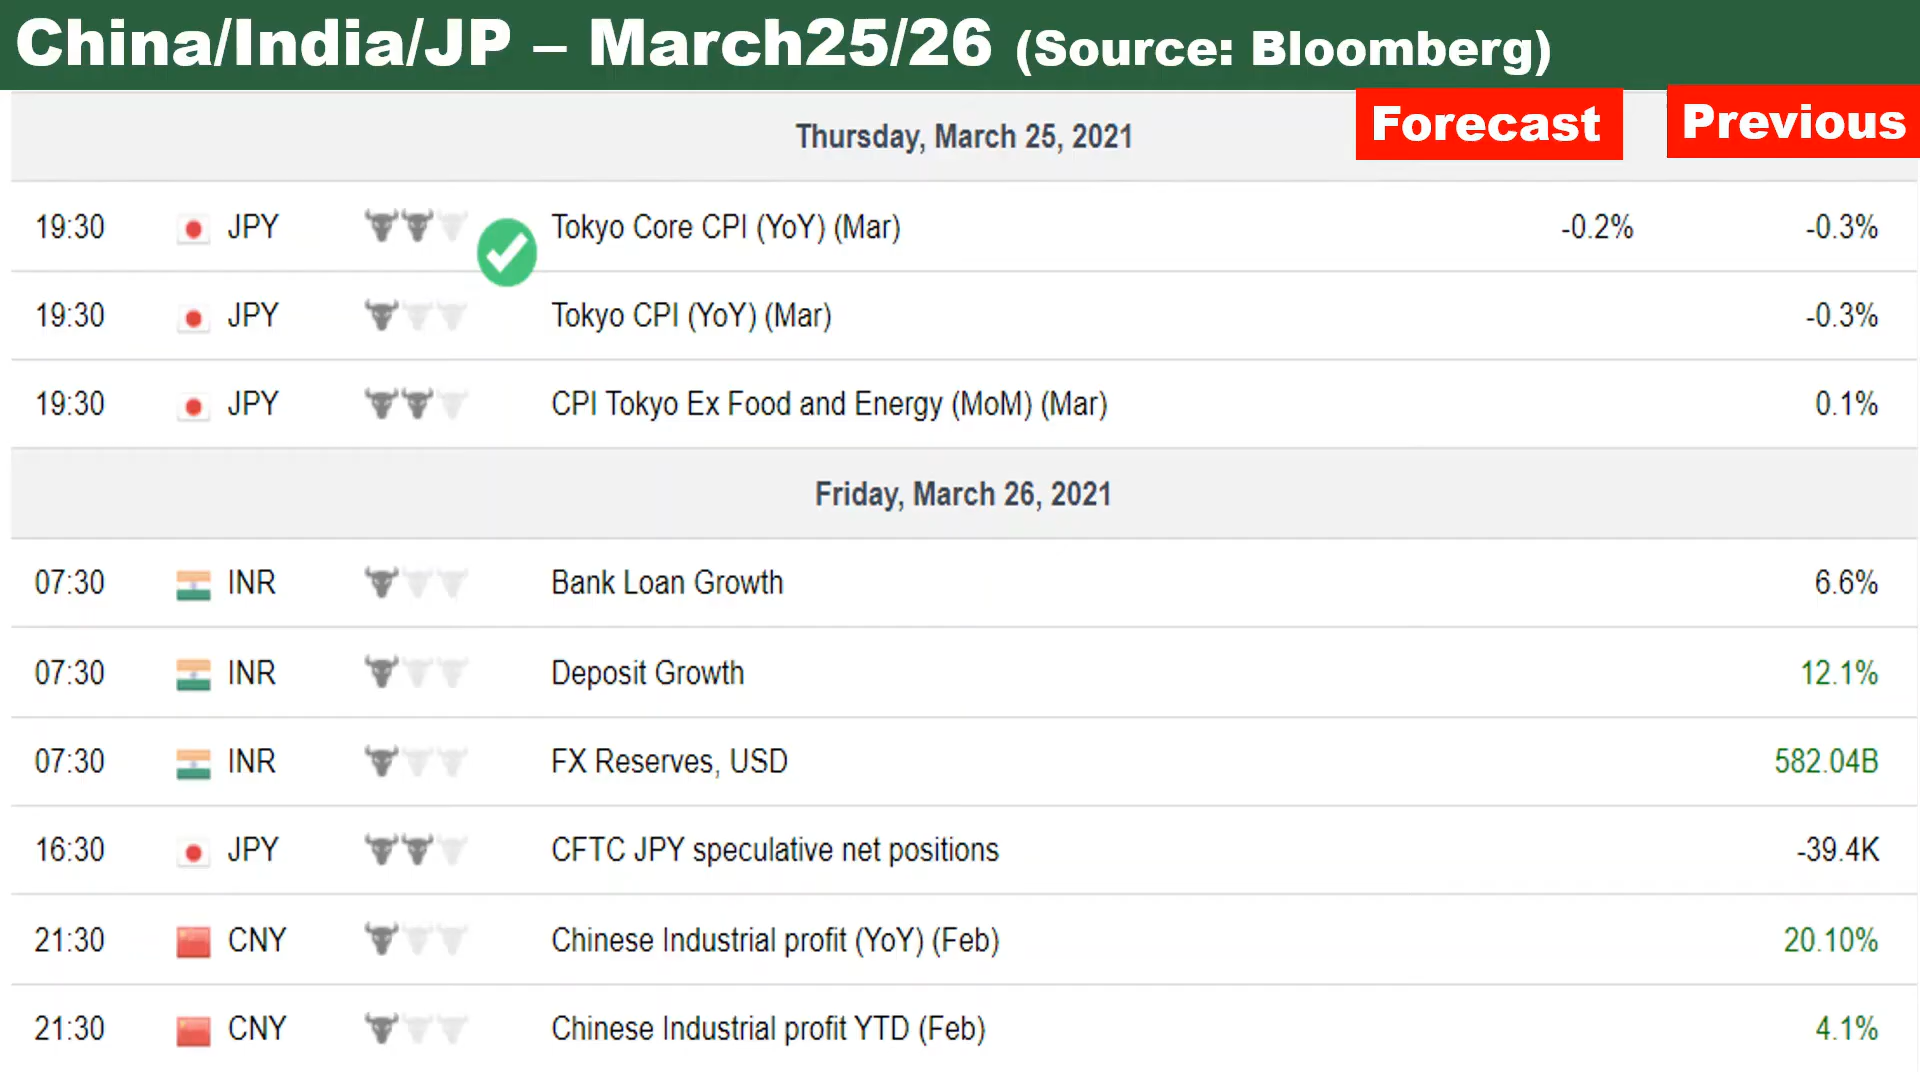 China/India/JP – March25/26 (Source: Bloomberg)
Thursday, March 25, 2021 Forecast Previous
19:30 JPY Tokyo Core CPI (YoY) (Mar) -0.2% -0.3%
19:30 JPY Tokyo CPI (YoY) (Mar) -0.3%
19:30 JPY CPI Tokyo Ex Food and Energy (MoM) (Mar) 0.1%
Friday, March 26, 2021
07:30 INR Bank Loan Growth 6.6%
07:30 INR Deposit Growth 12.1%
07:30 INR FX Reserves, USD 582.04B
16:30 JPY CFTC JPY speculative net positions -39.4K
21:30 CNY Chinese Industrial profit (YoY) (Feb) 20.10%
21:30 CNY Chinese Industrial profit YTD (Feb) 4.1%